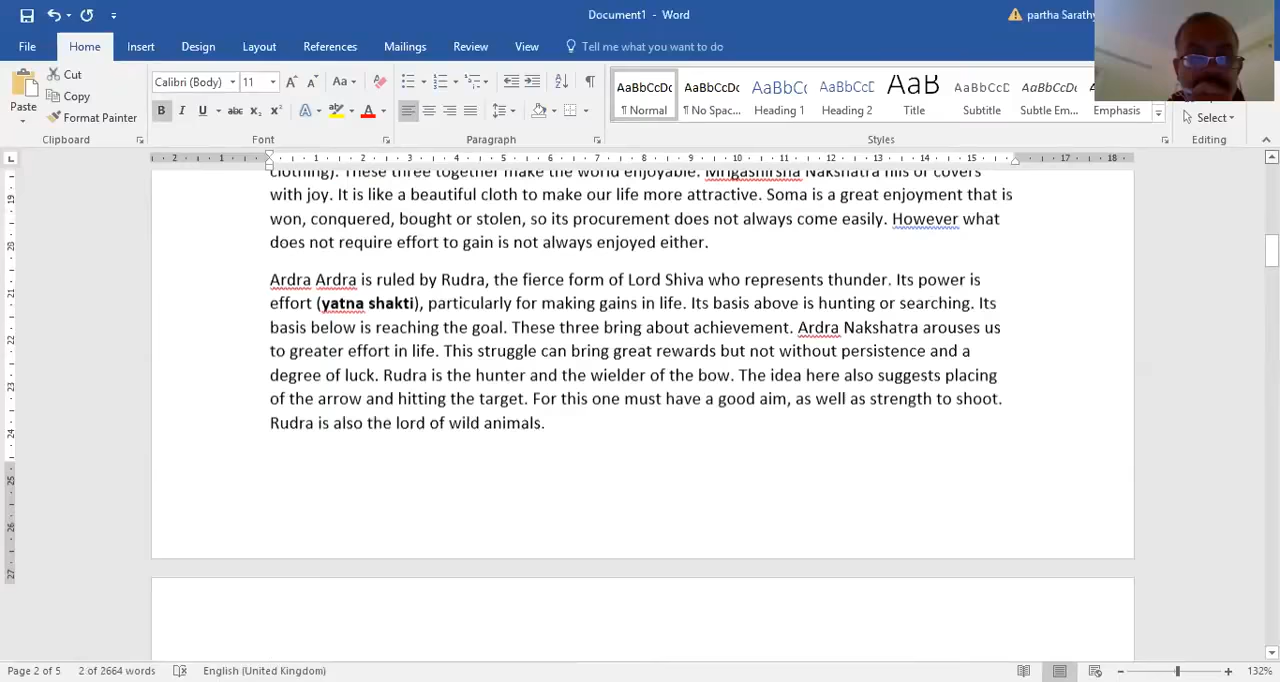 Document1 - Word
partha Sarathy
File Home Insert Design Layout References Mailings Review View Tell me what you want to do
Paste
Cut
Copy
Format Painter
Clipboard
Calibri (Body) 11
Font
Paragraph
AaBbCcDc ¶ Normal
AaBbCcDc ¶ No Spac...
AaBbCc Heading 1
AaBbCcC Heading 2
AaB Title
AaBbCcC Subtitle
AaBbCcDc Subtle Em...
Emphasis
Styles
Select
Editing
clothing). These three together make the world enjoyable. Mrigashirsha Nakshatra fills or covers
with joy. It is like a beautiful cloth to make our life more attractive. Soma is a great enjoyment that is
won, conquered, bought or stolen, so its procurement does not always come easily. However what
does not require effort to gain is not always enjoyed either.
Ardra Ardra is ruled by Rudra, the fierce form of Lord Shiva who represents thunder. Its power is
effort (yatna shakti), particularly for making gains in life. Its basis above is hunting or searching. Its
basis below is reaching the goal. These three bring about achievement. Ardra Nakshatra arouses us
to greater effort in life. This struggle can bring great rewards but not without persistence and a
degree of luck. Rudra is the hunter and the wielder of the bow. The idea here also suggests placing
of the arrow and hitting the target. For this one must have a good aim, as well as strength to shoot.
Rudra is also the lord of wild animals.
Page 2 of 5 2 of 2664 words English (United Kingdom) 132%